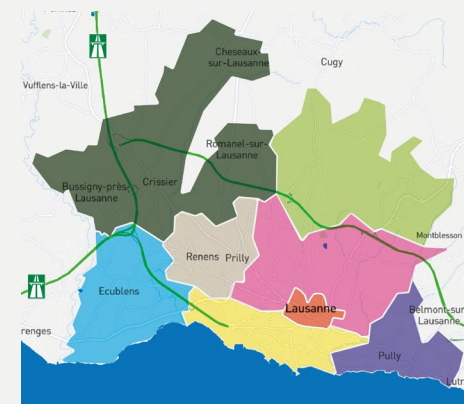 Cheseaux-
sur-Lausanne
Cugy
Vufflens-la-Ville
Romanel-sur-
Lausanne
Crissier
Bussigny-près-
Lausanne
Montblesson
Renens
Prilly
Ecublens
Lausanne
Belmont-sur-
Lausanne
renges
Pully
Lutr